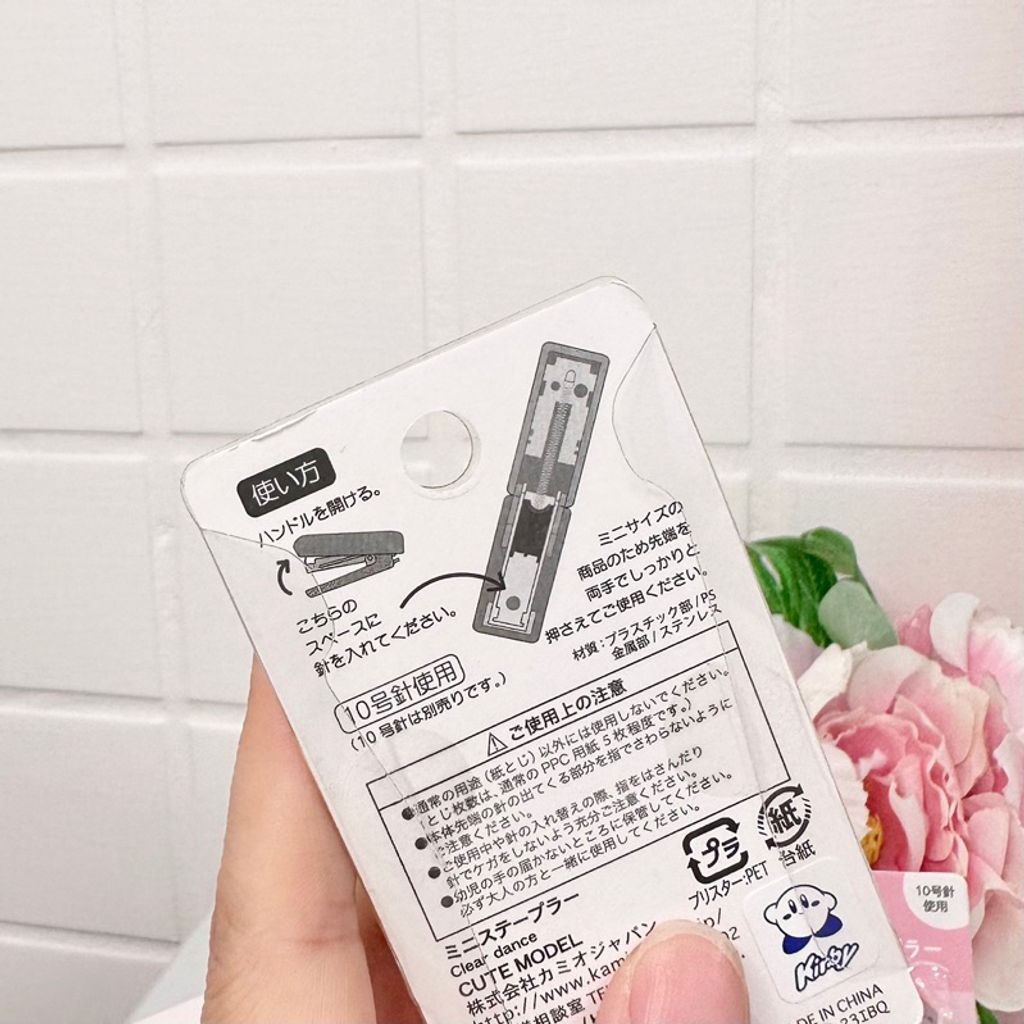 使い方
ハンドルを開ける。
こちらの
スペースに
針を入れてください。
ミニサイズの
商品のため先端を
両手でしっかりと
押さえてご使用ください。
材質:プラスチック部/PS
金属部/ステンレス
10号針使用
(10号針は別売りです。)
⚠ご使用上の注意
●通常の用途(紙とじ)以外には使用しないでください。
とじ枚数は、通常のPPC用紙5枚程度です。
●本体先端の針の出てくる部分を指でさわらないように
ご注意ください。
●ご使用中や針の入れ替えの際、指をはさんだり
針でケガをしないよう充分ご注意ください。
●幼児の手の届かないところに保管してください。
必ず大人の方と一緒に使用してください。
プラ
ブリスター:PET
紙
台紙
ミニステープラー
Clear dance
CUTE MODEL
株式会社カミオジャパン
http://www.kami
相談室
Kirby
DE IN CHINA
23IBQ
10号針
使用
ラー